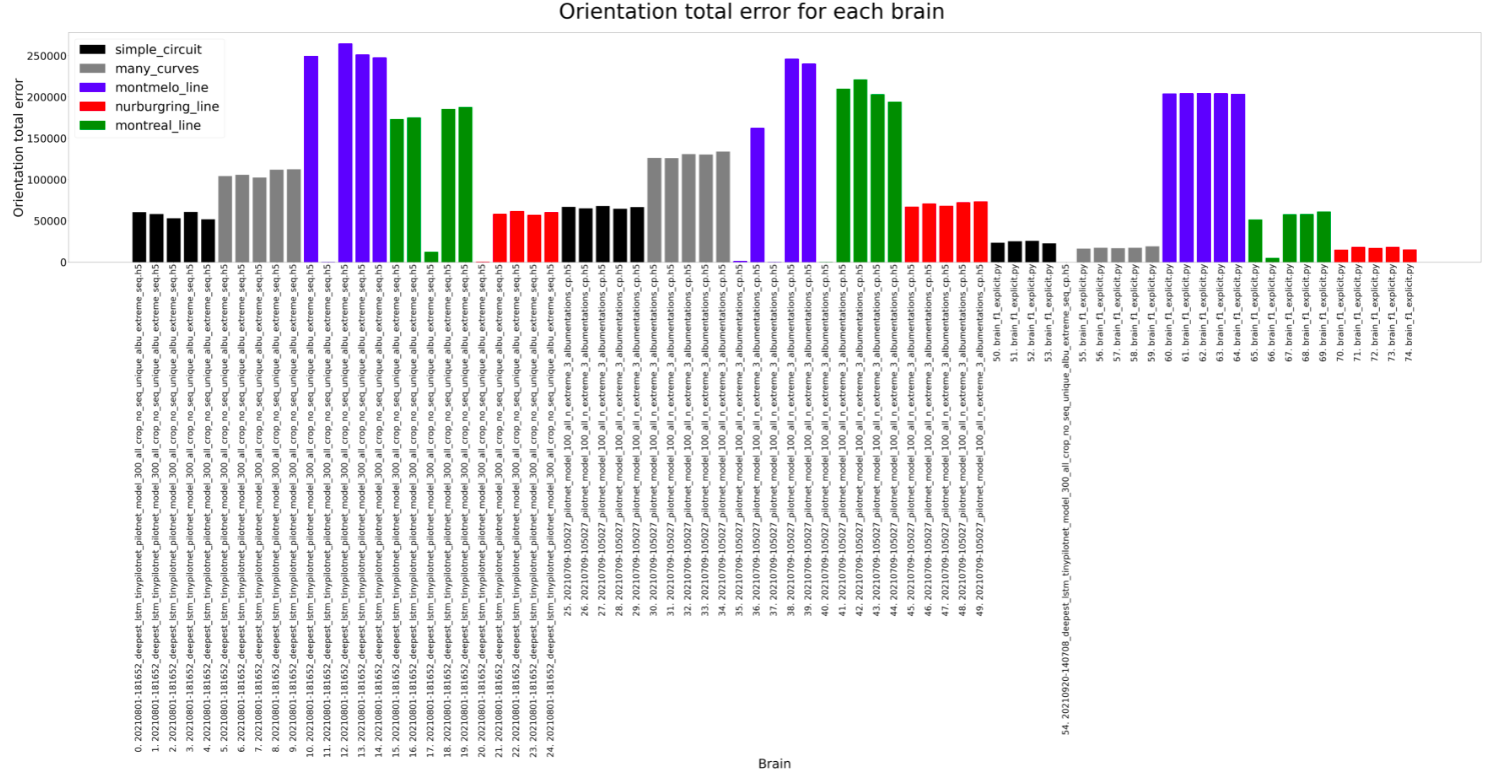 Orientation total error for each brain
simple_circuit
many_curves
montmelo_line
nurburgring_line
montreal_line
Orientation total error
250000
200000
150000
100000
50000
0
0. 20210801-181652_deepest_lstm_tinypilotnet_pilotnet_model_300_all_crop_no_seq_unique_albu_extreme_seq.h5
1. 20210801-181652_deepest_lstm_tinypilotnet_pilotnet_model_300_all_crop_no_seq_unique_albu_extreme_seq.h5
2. 20210801-181652_deepest_lstm_tinypilotnet_pilotnet_model_300_all_crop_no_seq_unique_albu_extreme_seq.h5
3. 20210801-181652_deepest_lstm_tinypilotnet_pilotnet_model_300_all_crop_no_seq_unique_albu_extreme_seq.h5
4. 20210801-181652_deepest_lstm_tinypilotnet_pilotnet_model_300_all_crop_no_seq_unique_albu_extreme_seq.h5
5. 20210801-181652_deepest_lstm_tinypilotnet_pilotnet_model_300_all_crop_no_seq_unique_albu_extreme_seq.h5
6. 20210801-181652_deepest_lstm_tinypilotnet_pilotnet_model_300_all_crop_no_seq_unique_albu_extreme_seq.h5
7. 20210801-181652_deepest_lstm_tinypilotnet_pilotnet_model_300_all_crop_no_seq_unique_albu_extreme_seq.h5
8. 20210801-181652_deepest_lstm_tinypilotnet_pilotnet_model_300_all_crop_no_seq_unique_albu_extreme_seq.h5
9. 20210801-181652_deepest_lstm_tinypilotnet_pilotnet_model_300_all_crop_no_seq_unique_albu_extreme_seq.h5
10. 20210801-181652_deepest_lstm_tinypilotnet_pilotnet_model_300_all_crop_no_seq_unique_albu_extreme_seq.h5
11. 20210801-181652_deepest_lstm_tinypilotnet_pilotnet_model_300_all_crop_no_seq_unique_albu_extreme_seq.h5
12. 20210801-181652_deepest_lstm_tinypilotnet_pilotnet_model_300_all_crop_no_seq_unique_albu_extreme_seq.h5
13. 20210801-181652_deepest_lstm_tinypilotnet_pilotnet_model_300_all_crop_no_seq_unique_albu_extreme_seq.h5
14. 20210801-181652_deepest_lstm_tinypilotnet_pilotnet_model_300_all_crop_no_seq_unique_albu_extreme_seq.h5
15. 20210801-181652_deepest_lstm_tinypilotnet_pilotnet_model_300_all_crop_no_seq_unique_albu_extreme_seq.h5
16. 20210801-181652_deepest_lstm_tinypilotnet_pilotnet_model_300_all_crop_no_seq_unique_albu_extreme_seq.h5
17. 20210801-181652_deepest_lstm_tinypilotnet_pilotnet_model_300_all_crop_no_seq_unique_albu_extreme_seq.h5
18. 20210801-181652_deepest_lstm_tinypilotnet_pilotnet_model_300_all_crop_no_seq_unique_albu_extreme_seq.h5
19. 20210801-181652_deepest_lstm_tinypilotnet_pilotnet_model_300_all_crop_no_seq_unique_albu_extreme_seq.h5
20. 20210801-181652_deepest_lstm_tinypilotnet_pilotnet_model_300_all_crop_no_seq_unique_albu_extreme_seq.h5
21. 20210801-181652_deepest_lstm_tinypilotnet_pilotnet_model_300_all_crop_no_seq_unique_albu_extreme_seq.h5
22. 20210801-181652_deepest_lstm_tinypilotnet_pilotnet_model_300_all_crop_no_seq_unique_albu_extreme_seq.h5
23. 20210801-181652_deepest_lstm_tinypilotnet_pilotnet_model_300_all_crop_no_seq_unique_albu_extreme_seq.h5
24. 20210801-181652_deepest_lstm_tinypilotnet_pilotnet_model_300_all_crop_no_seq_unique_albu_extreme_seq.h5
25. 20210709-105027_pilotnet_model_100_all_n_extreme_3_albumentations_cp.h5
26. 20210709-105027_pilotnet_model_100_all_n_extreme_3_albumentations_cp.h5
27. 20210709-105027_pilotnet_model_100_all_n_extreme_3_albumentations_cp.h5
28. 20210709-105027_pilotnet_model_100_all_n_extreme_3_albumentations_cp.h5
29. 20210709-105027_pilotnet_model_100_all_n_extreme_3_albumentations_cp.h5
30. 20210709-105027_pilotnet_model_100_all_n_extreme_3_albumentations_cp.h5
31. 20210709-105027_pilotnet_model_100_all_n_extreme_3_albumentations_cp.h5
32. 20210709-105027_pilotnet_model_100_all_n_extreme_3_albumentations_cp.h5
33. 20210709-105027_pilotnet_model_100_all_n_extreme_3_albumentations_cp.h5
34. 20210709-105027_pilotnet_model_100_all_n_extreme_3_albumentations_cp.h5
35. 20210709-105027_pilotnet_model_100_all_n_extreme_3_albumentations_cp.h5
36. 20210709-105027_pilotnet_model_100_all_n_extreme_3_albumentations_cp.h5
37. 20210709-105027_pilotnet_model_100_all_n_extreme_3_albumentations_cp.h5
38. 20210709-105027_pilotnet_model_100_all_n_extreme_3_albumentations_cp.h5
39. 20210709-105027_pilotnet_model_100_all_n_extreme_3_albumentations_cp.h5
40. 20210709-105027_pilotnet_model_100_all_n_extreme_3_albumentations_cp.h5
41. 20210709-105027_pilotnet_model_100_all_n_extreme_3_albumentations_cp.h5
42. 20210709-105027_pilotnet_model_100_all_n_extreme_3_albumentations_cp.h5
43. 20210709-105027_pilotnet_model_100_all_n_extreme_3_albumentations_cp.h5
44. 20210709-105027_pilotnet_model_100_all_n_extreme_3_albumentations_cp.h5
45. 20210709-105027_pilotnet_model_100_all_n_extreme_3_albumentations_cp.h5
46. 20210709-105027_pilotnet_model_100_all_n_extreme_3_albumentations_cp.h5
47. 20210709-105027_pilotnet_model_100_all_n_extreme_3_albumentations_cp.h5
48. 20210709-105027_pilotnet_model_100_all_n_extreme_3_albumentations_cp.h5
49. 20210709-105027_pilotnet_model_100_all_n_extreme_3_albumentations_cp.h5
50. brain_f1_explicit.py
51. brain_f1_explicit.py
52. brain_f1_explicit.py
53. brain_f1_explicit.py
54. 20210920-140708_deepest_lstm_tinypilotnet_model_300_all_crop_no_seq_unique_albu_extreme_seq_cp.h5
55. brain_f1_explicit.py
56. brain_f1_explicit.py
57. brain_f1_explicit.py
58. brain_f1_explicit.py
59. brain_f1_explicit.py
60. brain_f1_explicit.py
61. brain_f1_explicit.py
62. brain_f1_explicit.py
63. brain_f1_explicit.py
64. brain_f1_explicit.py
65. brain_f1_explicit.py
66. brain_f1_explicit.py
67. brain_f1_explicit.py
68. brain_f1_explicit.py
69. brain_f1_explicit.py
70. brain_f1_explicit.py
71. brain_f1_explicit.py
72. brain_f1_explicit.py
73. brain_f1_explicit.py
74. brain_f1_explicit.py
Brain